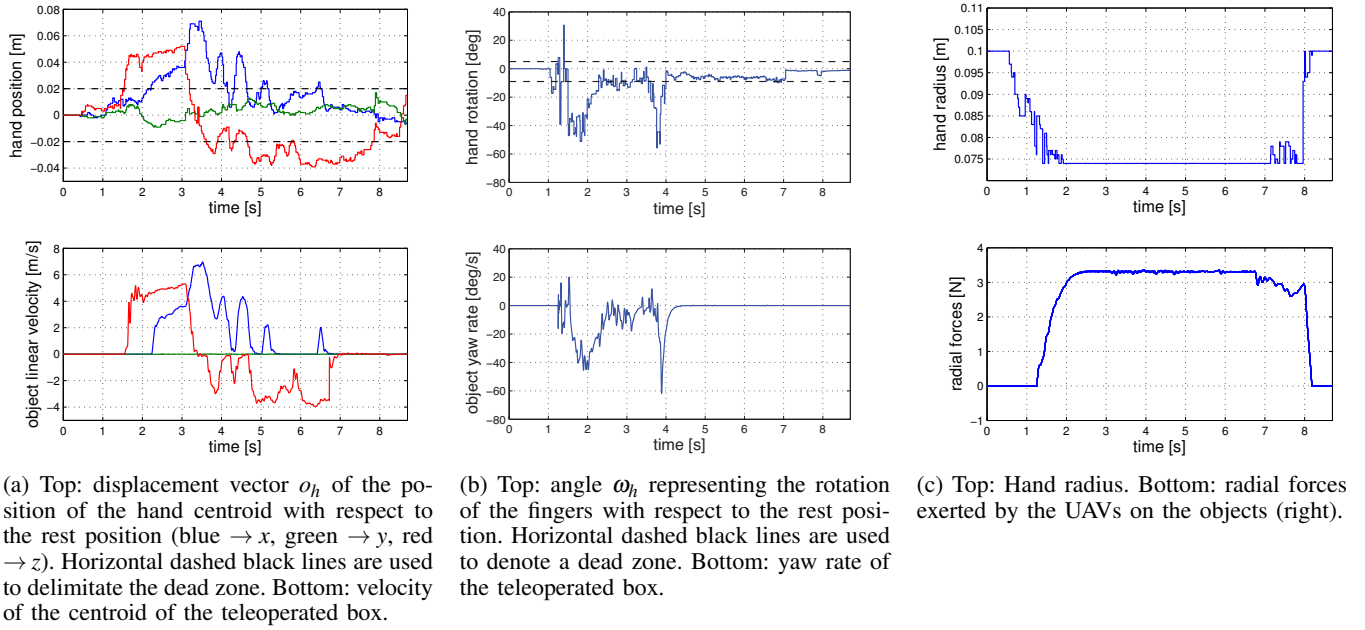 0.08
0.06
0.04
0.02
0
−0.02
−0.04
hand position [m]
0 1 2 3 4 5 6 7 8
time [s]
40
20
0
−20
−40
−60
−80
hand rotation [deg]
0 1 2 3 4 5 6 7 8
time [s]
0.11
0.105
0.1
0.095
0.09
0.085
0.08
0.075
hand radius [m]
0 1 2 3 4 5 6 7 8
time [s]
8
6
4
2
0
−2
−4
object linear velocity [m/s]
0 1 2 3 4 5 6 7 8
time [s]
40
20
0
−20
−40
−60
−80
object yaw rate [deg/s]
0 1 2 3 4 5 6 7 8
time [s]
4
3
2
1
0
−1
radial forces [N]
0 1 2 3 4 5 6 7 8
time [s]
(a) Top: displacement vector o_h of the po-
sition of the hand centroid with respect to
the rest position (blue → x, green → y, red
→ z). Horizontal dashed black lines are used
to delimitate the dead zone. Bottom: velocity
of the centroid of the teleoperated box.
(b) Top: angle ω_h representing the rotation
of the fingers with respect to the rest posi-
tion. Horizontal dashed black lines are used
to denote a dead zone. Bottom: yaw rate of
the teleoperated box.
(c) Top: Hand radius. Bottom: radial forces
exerted by the UAVs on the objects (right).